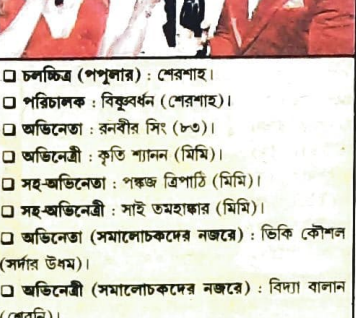 ❑ চলচ্চিত্র (পপুলার) : শেরশাহ।
❑ পরিচালক : বিষ্ণুবর্ধন (শেরশাহ)।
❑ অভিনেতা : রনবীর সিং (৮৩)।
❑ অভিনেত্রী : কৃতি শ্যানন (মিমি)।
❑ সহ-অভিনেতা : পঙ্কজ ত্রিপাঠি (মিমি)।
❑ সহ-অভিনেত্রী : সাই তমহাঙ্কার (মিমি)।
❑ অভিনেতা (সমালোচকদের নজরে) : ভিকি কৌশল
(সর্দার উধম)।
❑ অভিনেত্রী (সমালোচকদের নজরে) : বিদ্যা বালান